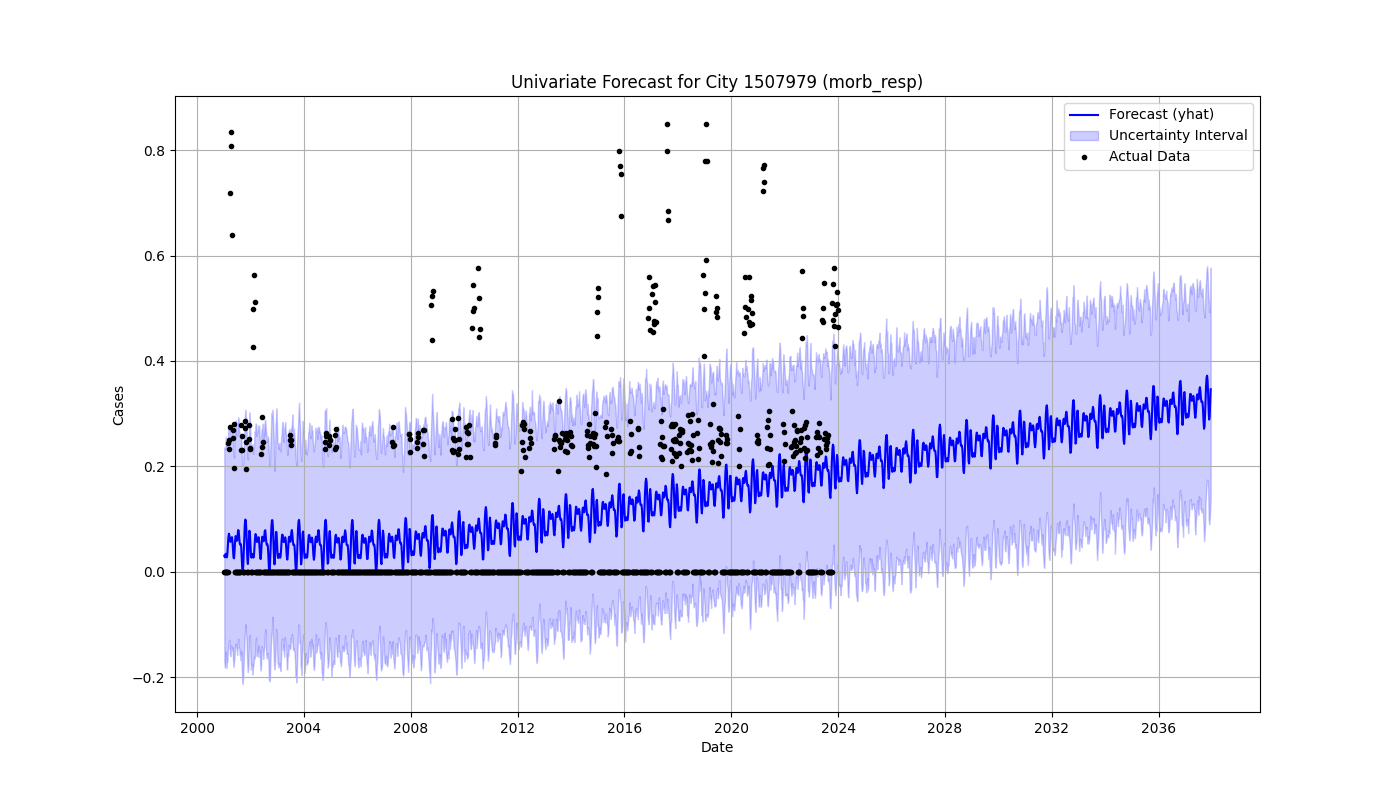 Univariate Forecast for City 1507979 (morb_resp)
Forecast (yhat)
Uncertainty Interval
Actual Data
Cases
0.8
0.6
0.4
0.2
0.0
−0.2
2000 2004 2008 2012 2016 2020 2024 2028 2032 2036
Date